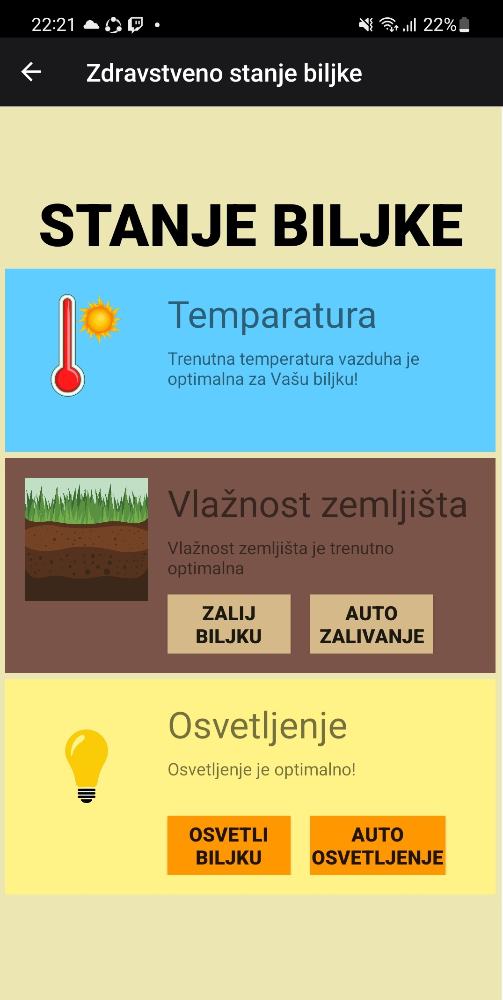 22:21
22%
Zdravstveno stanje biljke
STANJE BILJKE
Temparatura
Trenutna temperatura vazduha je
optimalna za Vašu biljku!
Vlažnost zemljišta
Vlažnost zemljišta je trenutno
optimalna
ZALIJ
BILJKU
AUTO
ZALIVANJE
Osvetljenje
Osvetljenje je optimalno!
OSVETLI
BILJKU
AUTO
OSVETLJENJE